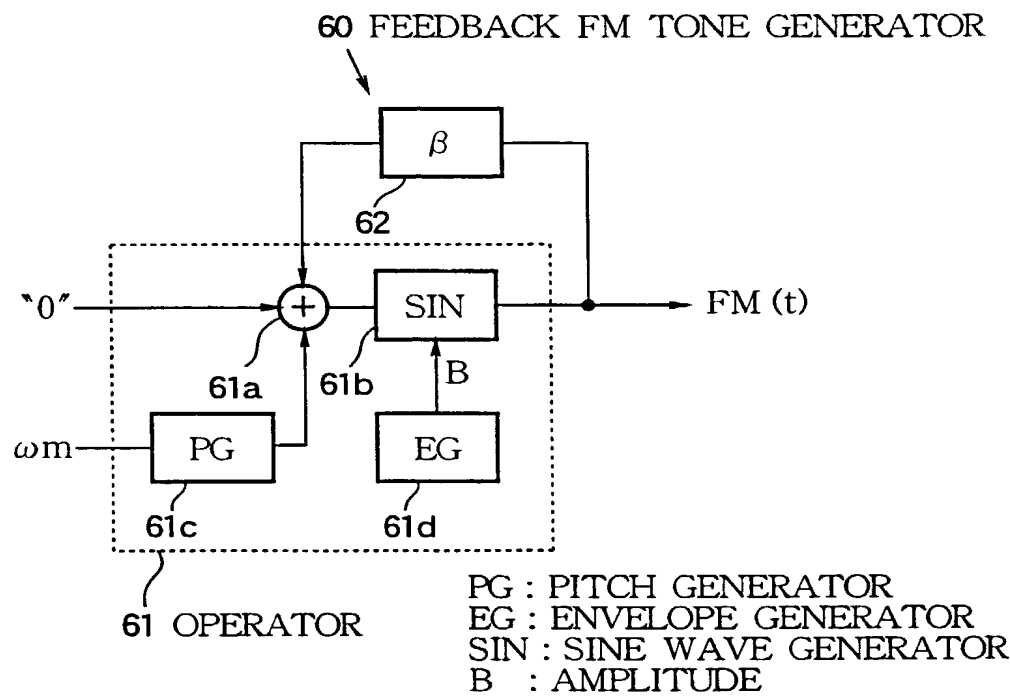 60 FEEDBACK FM TONE GENERATOR
β
62
"0"
+
SIN
FM (t)
61a
61b
B
ωm
PG
EG
61c
61d
61 OPERATOR
PG : PITCH GENERATOR
EG : ENVELOPE GENERATOR
SIN : SINE WAVE GENERATOR
B : AMPLITUDE